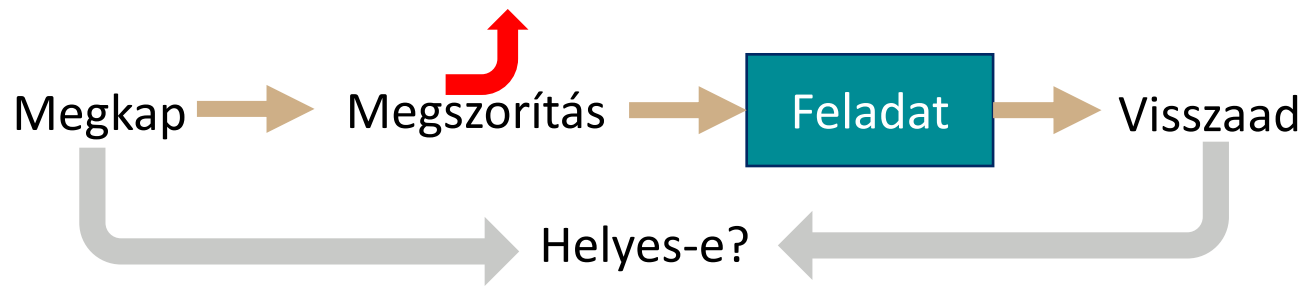 Megkap
Megszorítás
Feladat
Visszaad
Helyes-e?